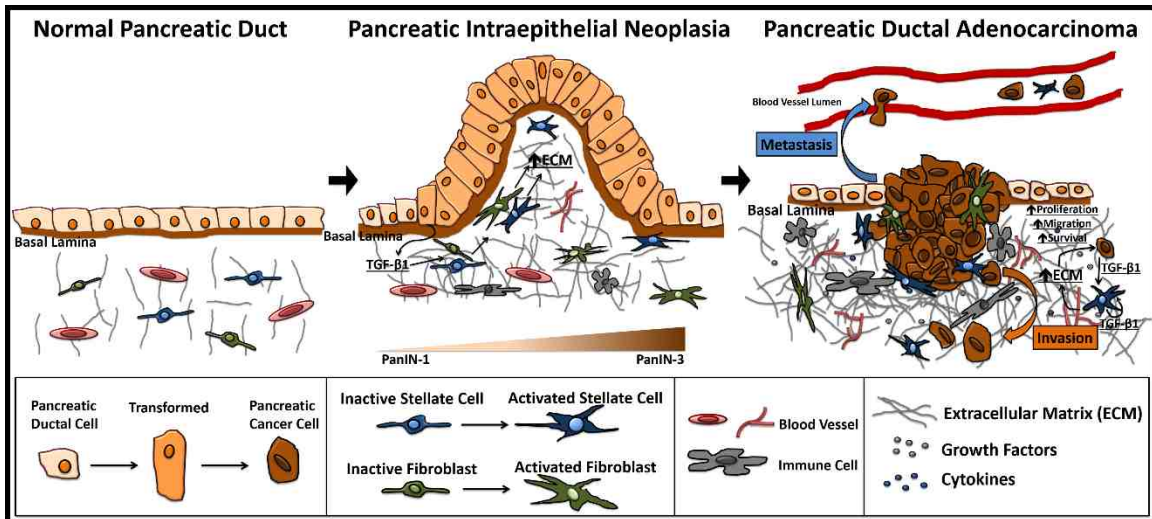 Normal Pancreatic Duct
Pancreatic Intraepithelial Neoplasia
Pancreatic Ductal Adenocarcinoma
Basal Lamina
ECM
Basal Lamina
TGF-β1
PanIN-1
PanIN-3
Blood Vessel Lumen
Metastasis
Basal Lamina
Proliferation
Migration
Survival
ECM
TGF-β1
TGF-β1
Invasion
Pancreatic
Ductal Cell
Transformed
Pancreatic
Cancer Cell
Inactive Stellate Cell
Activated Stellate Cell
Inactive Fibroblast
Activated Fibroblast
Blood Vessel
Immune Cell
Extracellular Matrix (ECM)
Growth Factors
Cytokines